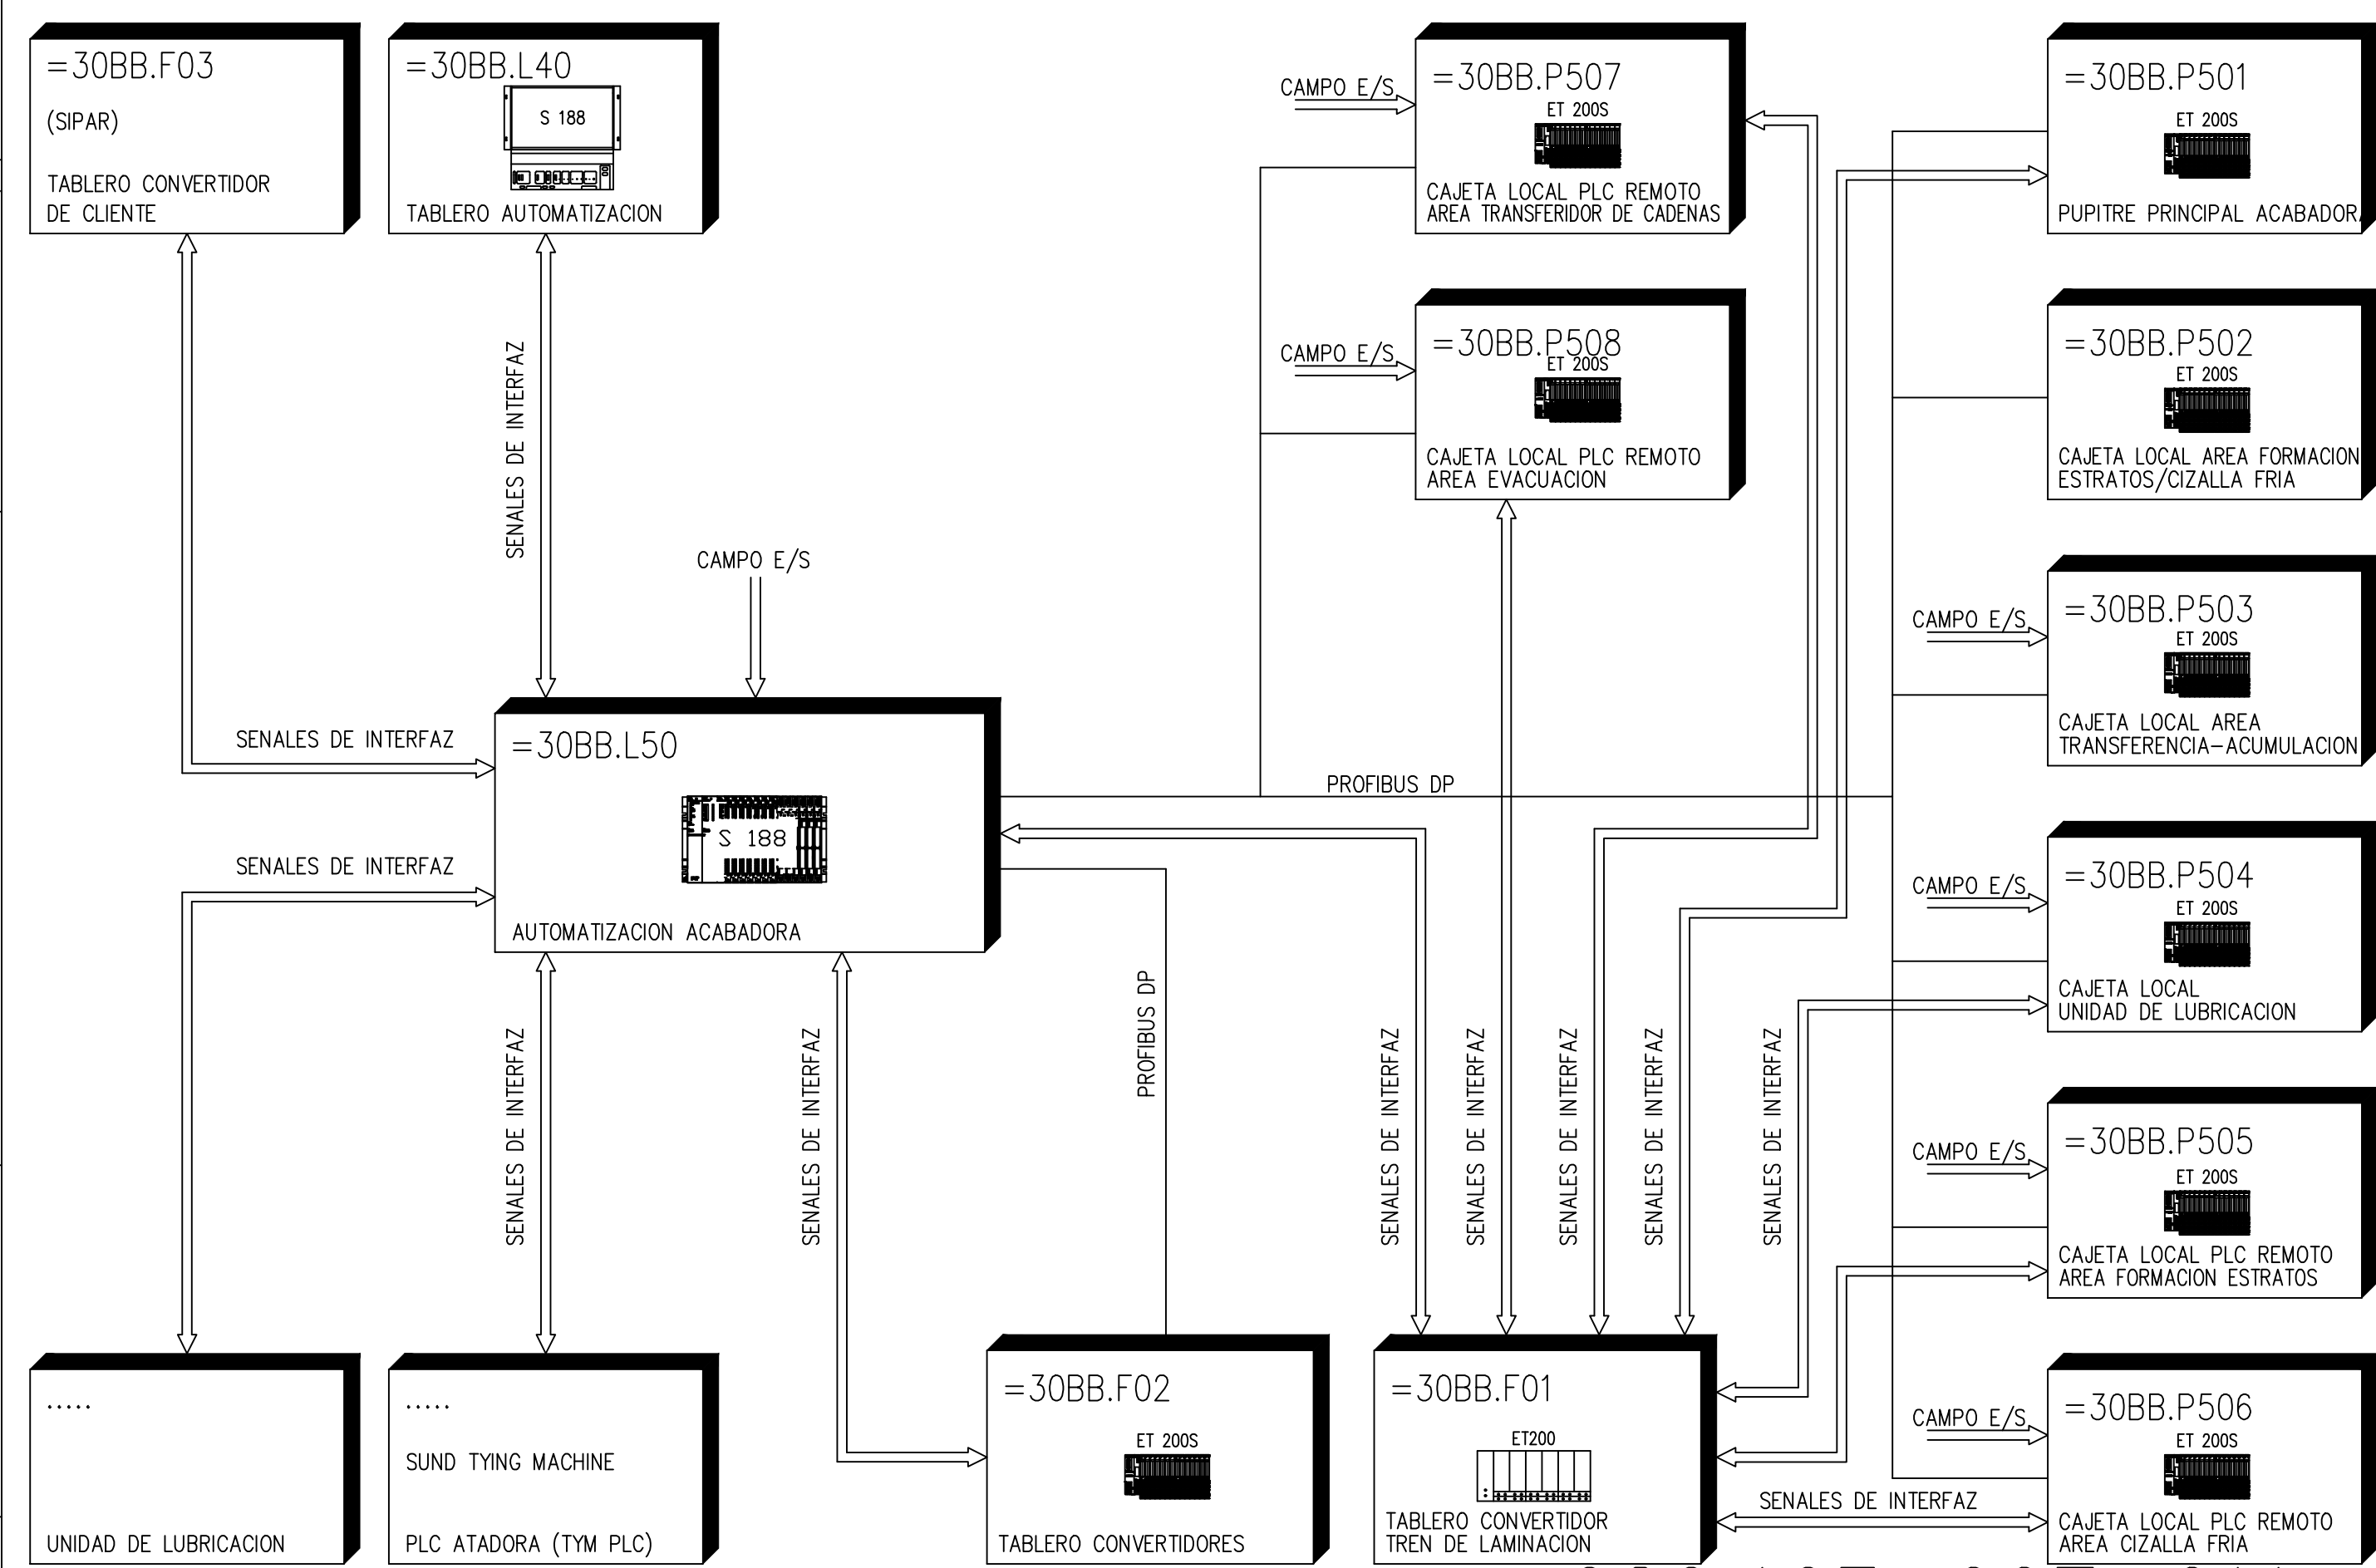 =30BB.F03
(SIPAR)
TABLERO CONVERTIDOR
DE CLIENTE
=30BB.L40
S 188
TABLERO AUTOMATIZACION
CAMPO E/S
=30BB.P507
ET 200S
CAJETA LOCAL PLC REMOTO
AREA TRANSFERIDOR DE CADENAS
=30BB.P501
ET 200S
PUPITRE PRINCIPAL ACABADORA
CAMPO E/S
=30BB.P508
ET 200S
CAJETA LOCAL PLC REMOTO
AREA EVACUACION
=30BB.P502
ET 200S
CAJETA LOCAL AREA FORMACION
ESTRATOS/CIZALLA FRIA
SENALES DE INTERFAZ
CAMPO E/S
CAMPO E/S
=30BB.P503
ET 200S
CAJETA LOCAL AREA
TRANSFERENCIA-ACUMULACION
SENALES DE INTERFAZ
=30BB.L50
S 188
AUTOMATIZACION ACABADORA
PROFIBUS DP
SENALES DE INTERFAZ
CAMPO E/S
=30BB.P504
ET 200S
CAJETA LOCAL
UNIDAD DE LUBRICACION
SENALES DE INTERFAZ
SENALES DE INTERFAZ
PROFIBUS DP
SENALES DE INTERFAZ
SENALES DE INTERFAZ
SENALES DE INTERFAZ
SENALES DE INTERFAZ
SENALES DE INTERFAZ
CAMPO E/S
=30BB.P505
ET 200S
CAJETA LOCAL PLC REMOTO
AREA FORMACION ESTRATOS
.....
UNIDAD DE LUBRICACION
.....
SUND TYING MACHINE
PLC ATADORA (TYM PLC)
=30BB.F02
ET 200S
TABLERO CONVERTIDORES
=30BB.F01
ET200
TABLERO CONVERTIDOR
TREN DE LAMINACION
SENALES DE INTERFAZ
CAMPO E/S
=30BB.P506
ET 200S
CAJETA LOCAL PLC REMOTO
AREA CIZALLA FRIA